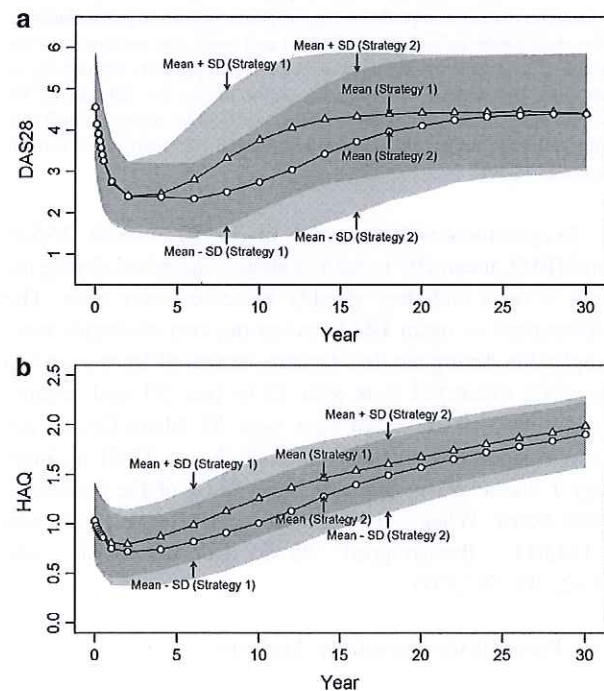 a
6
5
4
3
2
1
DAS28
Mean + SD (Strategy 1)
Mean + SD (Strategy 2)
Mean (Strategy 1)
Mean (Strategy 2)
Mean - SD (Strategy 1)
Mean - SD (Strategy 2)
0 5 10 15 20 25 30
Year
b
2.5
2.0
1.5
1.0
0.5
0.0
HAQ
Mean + SD (Strategy 2)
Mean + SD (Strategy 1)
Mean (Strategy 1)
Mean (Strategy 2)
Mean - SD (Strategy 2)
Mean - SD (Strategy 1)
0 5 10 15 20 25 30
Year